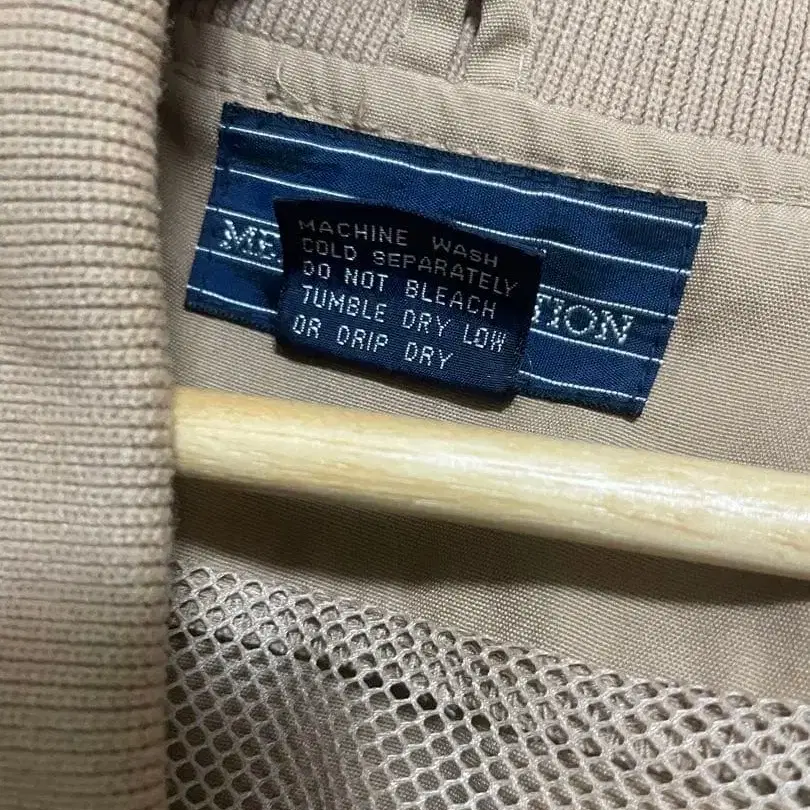 MACHINE WASH
COLD SEPARATELY
DO NOT BLEACH
TUMBLE DRY LOW
OR DRIP DRY